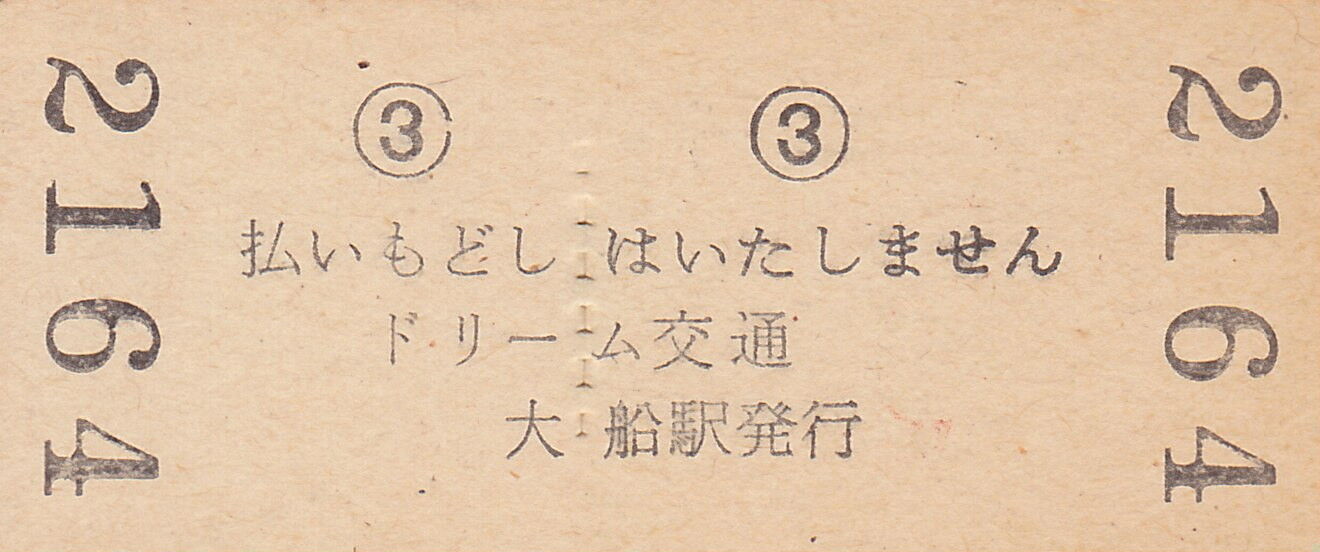 2164
③ ③
払いもどしはいたしません
ドリーム交通
大船駅発行
2164